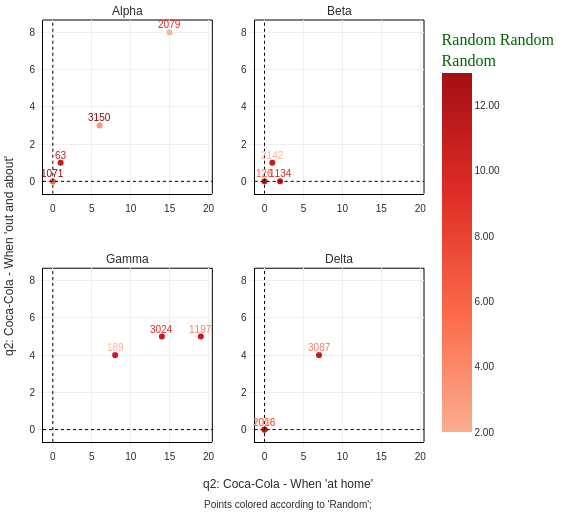 Alpha
Beta
8
6
4
2
0
2079
3150
63
1071
0 5 10 15 20
8
6
4
2
0
2142
1134
0 5 10 15 20
Gamma
Delta
8
6
4
2
0
189
3024
1197
0 5 10 15 20
8
6
4
2
0
3087
0 5 10 15 20
q2: Coca-Cola - When 'out and about'
q2: Coca-Cola - When 'at home'
Points colored according to 'Random';
Random Random
Random
12.00
10.00
8.00
6.00
4.00
2.00